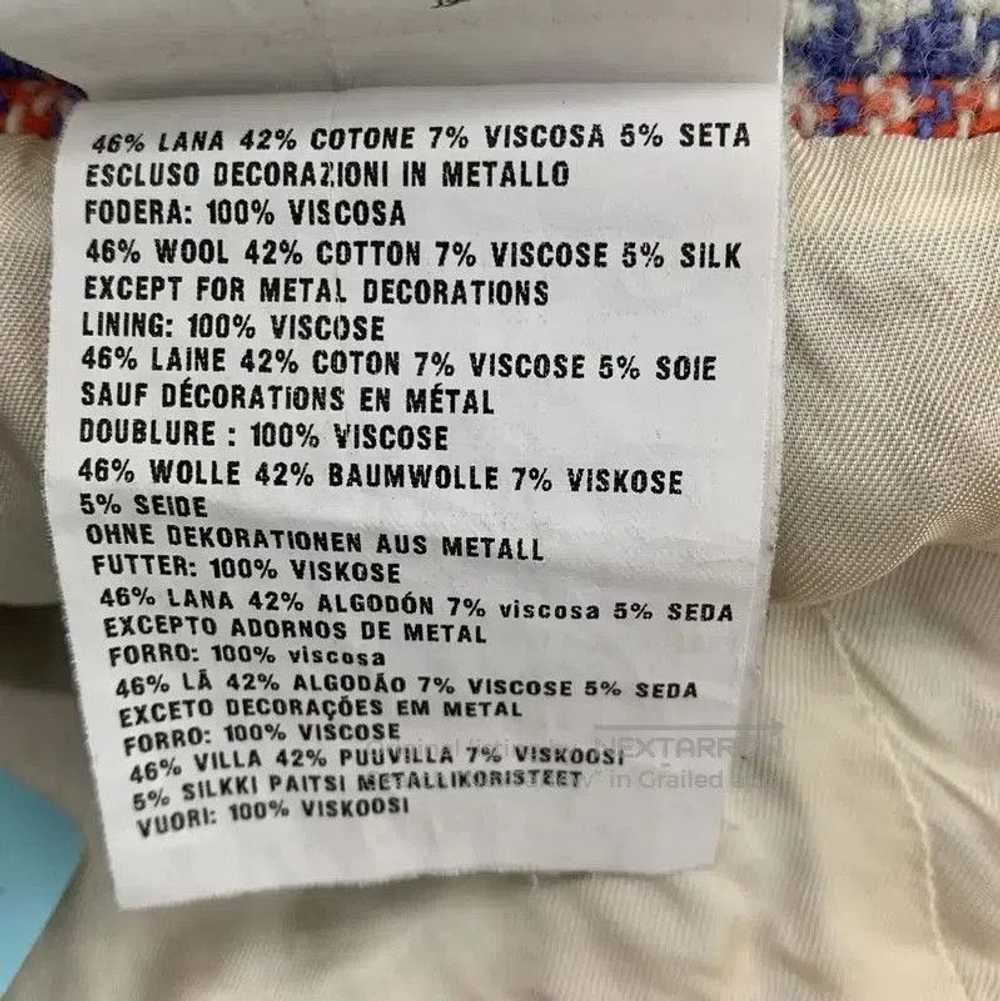 46% LANA 42% COTONE 7% VISCOSA 5% SETA
ESCLUSO DECORAZIONI IN METALLO
FODERA: 100% VISCOSA
46% WOOL 42% COTTON 7% VISCOSE 5% SILK
EXCEPT FOR METAL DECORATIONS
LINING: 100% VISCOSE
46% LAINE 42% COTON 7% VISCOSE 5% SOIE
SAUF DÉCORATIONS EN MÉTAL
DOUBLURE : 100% VISCOSE
46% WOLLE 42% BAUMWOLLE 7% VISKOSE
5% SEIDE
OHNE DEKORATIONEN AUS METALL
FUTTER: 100% VISKOSE
46% LANA 42% ALGODÓN 7% viscosa 5% SEDA
EXCEPTO ADORNOS DE METAL
FORRO: 100% viscosa
46% LÃ 42% ALGODÃO 7% VISCOSE 5% SEDA
EXCETO DECORAÇÕES EM METAL
FORRO: 100% VISCOSE
46% VILLA 42% PUUVILLA 7% VISKOOSI
5% SILKKI PAITSI METALLIKORISTEET
VUORI: 100% VISKOOSI
in Grailed